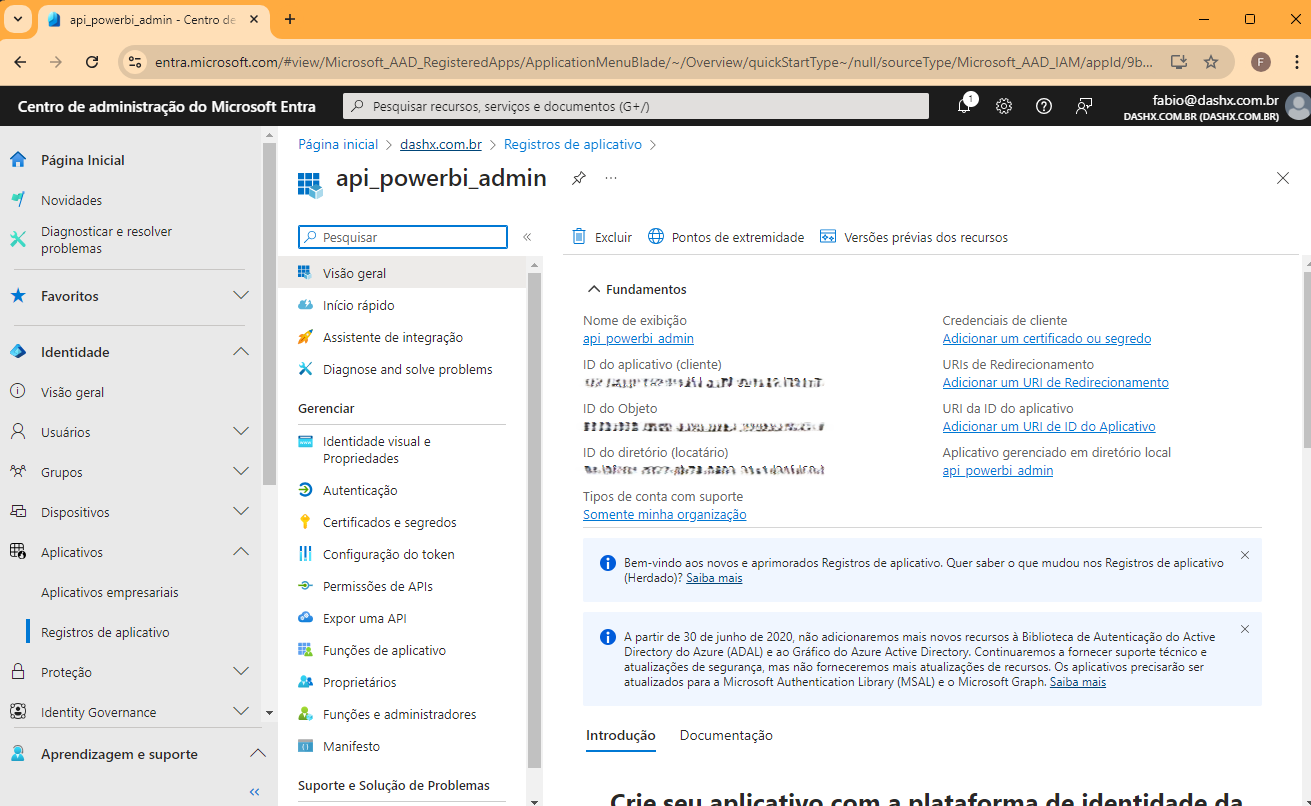 api_powerbi_admin - Centro de
entra.microsoft.com/#view/Microsoft_AAD_RegisteredApps/ApplicationMenuBlade/~/Overview/quickStartType~/null/sourceType/Microsoft_AAD_IAM/appId/9b...
F
Centro de administração do Microsoft Entra
Pesquisar recursos, serviços e documentos (G+/)
1
fabio@dashx.com.br
DASHX.COM.BR (DASHX.COM.BR)
Página Inicial
Novidades
Diagnosticar e resolver
problemas
Favoritos
Identidade
Visão geral
Usuários
Grupos
Dispositivos
Aplicativos
Aplicativos empresariais
Registros de aplicativo
Proteção
Identity Governance
Aprendizagem e suporte
Página inicial > dashx.com.br > Registros de aplicativo >
api_powerbi_admin
Pesquisar
Visão geral
Início rápido
Assistente de integração
Diagnose and solve problems
Gerenciar
Identidade visual e
Propriedades
Autenticação
Certificados e segredos
Configuração do token
Permissões de APIs
Expor uma API
Funções de aplicativo
Proprietários
Funções e administradores
Manifesto
Suporte e Solução de Problemas
Excluir
Pontos de extremidade
Versões prévias dos recursos
Fundamentos
Nome de exibição
api_powerbi_admin
ID do aplicativo (cliente)
ID do Objeto
ID do diretório (locatário)
Tipos de conta com suporte
Somente minha organização
Credenciais de cliente
Adicionar um certificado ou segredo
URIs de Redirecionamento
Adicionar um URI de Redirecionamento
URI da ID do aplicativo
Adicionar um URI de ID do Aplicativo
Aplicativo gerenciado em diretório local
api_powerbi_admin
Bem-vindo aos novos e aprimorados Registros de aplicativo. Quer saber o que mudou nos Registros de aplicativo
(Herdado)? Saiba mais
A partir de 30 de junho de 2020, não adicionaremos mais novos recursos à Biblioteca de Autenticação do Active
Directory do Azure (ADAL) e ao Gráfico do Azure Active Directory. Continuaremos a fornecer suporte técnico e
atualizações de segurança, mas não forneceremos mais atualizações de recursos. Os aplicativos precisarão ser
atualizados para a Microsoft Authentication Library (MSAL) e o Microsoft Graph. Saiba mais
Introdução
Documentação
Crie seu aplicativo com a plataforma de identidade da